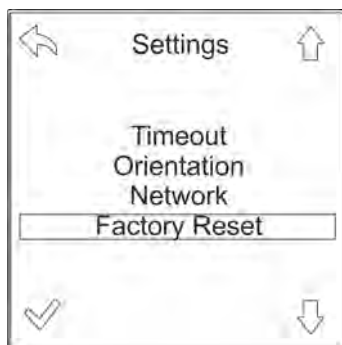 Settings
Timeout
Orientation
Network
Factory Reset